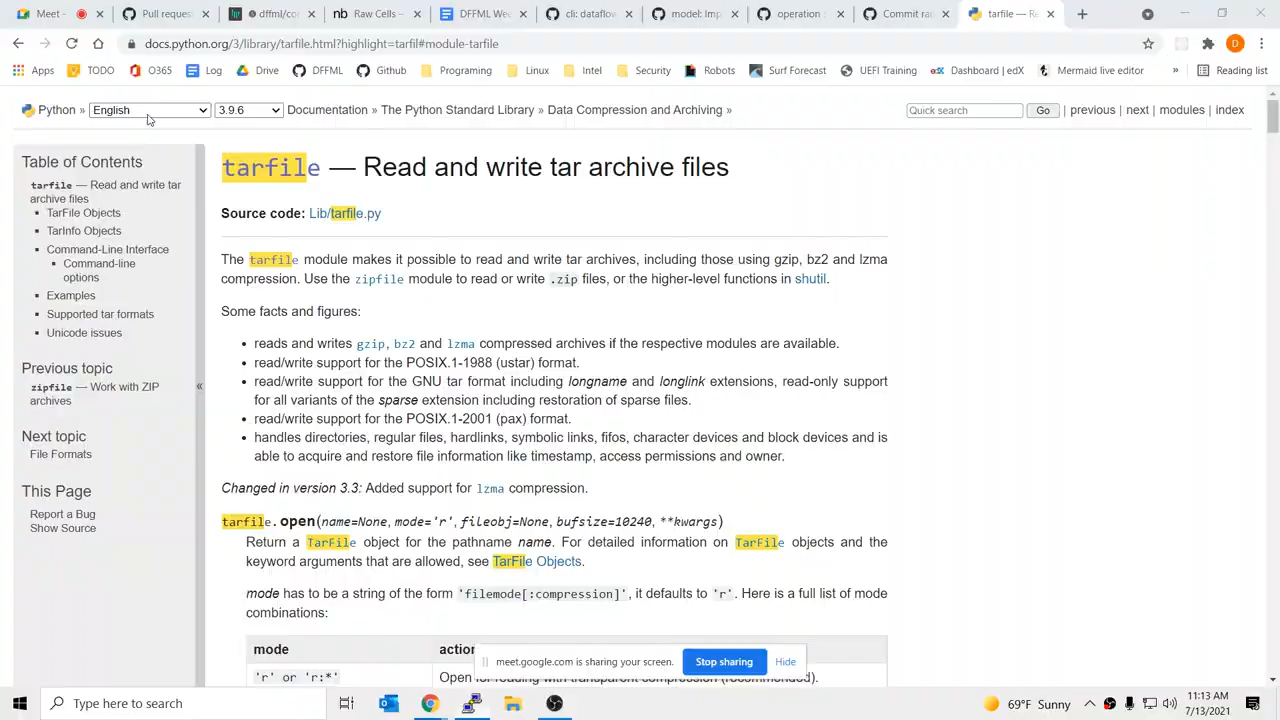 Meet
Pull reques
@ dffml/cor
Read Cells -
DFFML Wee
cli: dataflow
model: Imp
operation :
Commit rac
tarfile — Re
docs.python.org/3/library/tarfile.html?highlight=tarfil#module-tarfile
Apps TODO O365 Log Drive DFFML Github Programing Linux Intel Security Robots Surf Forecast UEFI Training Dashboard | edX Mermaid live editor » Reading list
Python » English 3.9.6 Documentation » The Python Standard Library » Data Compression and Archiving » Quick search Go | previous | next | modules | index
Table of Contents
tarfile — Read and write tar
archive files
TarFile Objects
TarInfo Objects
Command-Line Interface
Command-line
options
Examples
Supported tar formats
Unicode issues
Previous topic
zipfile — Work with ZIP
archives
Next topic
File Formats
This Page
Report a Bug
Show Source
«
tarfile — Read and write tar archive files
Source code: Lib/tarfile.py
The tarfile module makes it possible to read and write tar archives, including those using gzip, bz2 and lzma
compression. Use the zipfile module to read or write .zip files, or the higher-level functions in shutil.
Some facts and figures:
• reads and writes gzip, bz2 and lzma compressed archives if the respective modules are available.
• read/write support for the POSIX.1-1988 (ustar) format.
• read/write support for the GNU tar format including longname and longlink extensions, read-only support
for all variants of the sparse extension including restoration of sparse files.
• read/write support for the POSIX.1-2001 (pax) format.
• handles directories, regular files, hardlinks, symbolic links, fifos, character devices and block devices and is
able to acquire and restore file information like timestamp, access permissions and owner.
Changed in version 3.3: Added support for lzma compression.
tarfile.open(name=None, mode='r', fileobj=None, bufsize=10240, **kwargs)
Return a TarFile object for the pathname name. For detailed information on TarFile objects and the
keyword arguments that are allowed, see TarFile Objects.
mode has to be a string of the form 'filemode[:compression]', it defaults to 'r'. Here is a full list of mode
combinations:
mode action
'r' or 'r:*' Open for reading with transparent compression (recommended).
meet.google.com is sharing your screen. Stop sharing Hide
Type here to search
69°F Sunny
11:13 AM
7/13/2021